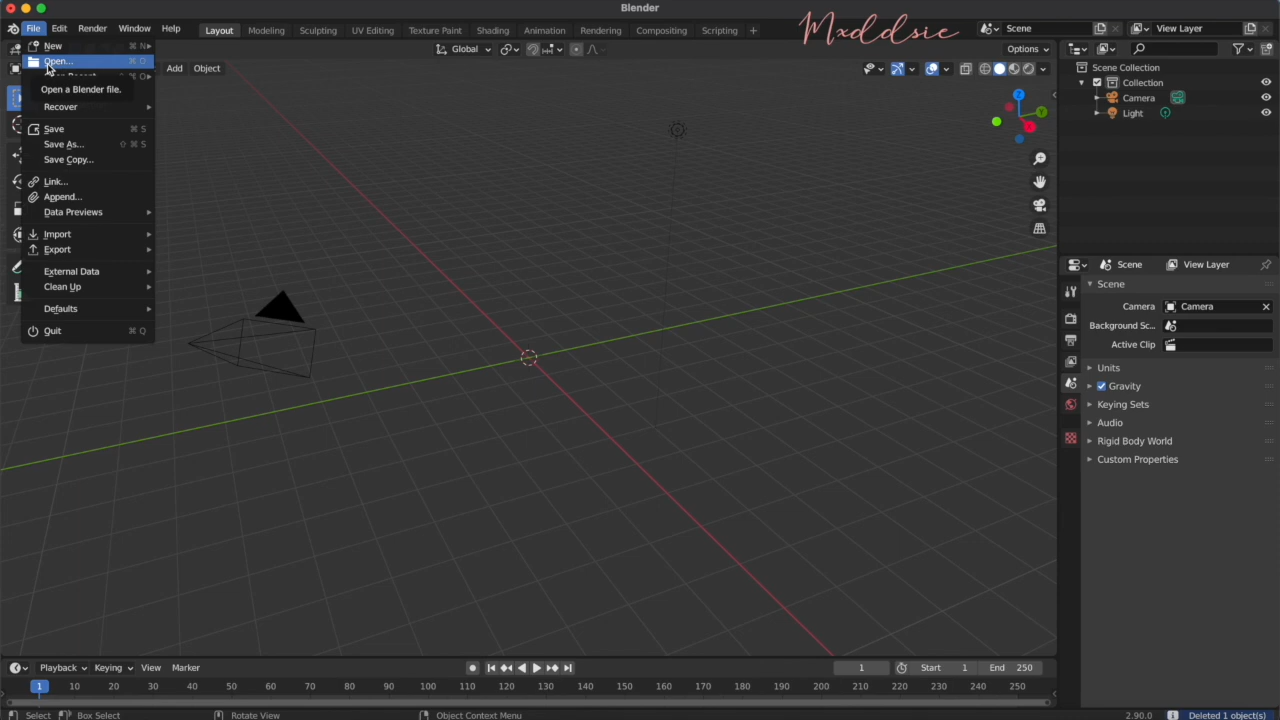 Blender
File Edit Render Window Help Layout Modeling Sculpting UV Editing Texture Paint Shading Animation Rendering Compositing Scripting + Mxddsie Scene View Layer
New ⌘ N
Open... ⌘ O
Open a Blender file.
Recover
Save ⌘ S
Save As... ⇧ ⌘ S
Save Copy...
Link...
Append...
Data Previews
Import
Export
External Data
Clean Up
Defaults
Quit ⌘ Q
Global Options
Add Object
Z
Y
Scene Collection
Collection
Camera
Light
Scene View Layer
Scene
Camera Camera
Background Sc...
Active Clip
Units
Gravity
Keying Sets
Audio
Rigid Body World
Custom Properties
Playback Keying View Marker 1 Start 1 End 250
1 10 20 30 40 50 60 70 80 90 100 110 120 130 140 150 160 170 180 190 200 210 220 230 240 250
Select Box Select Rotate View Object Context Menu 2.90.0 Deleted 1 object(s)